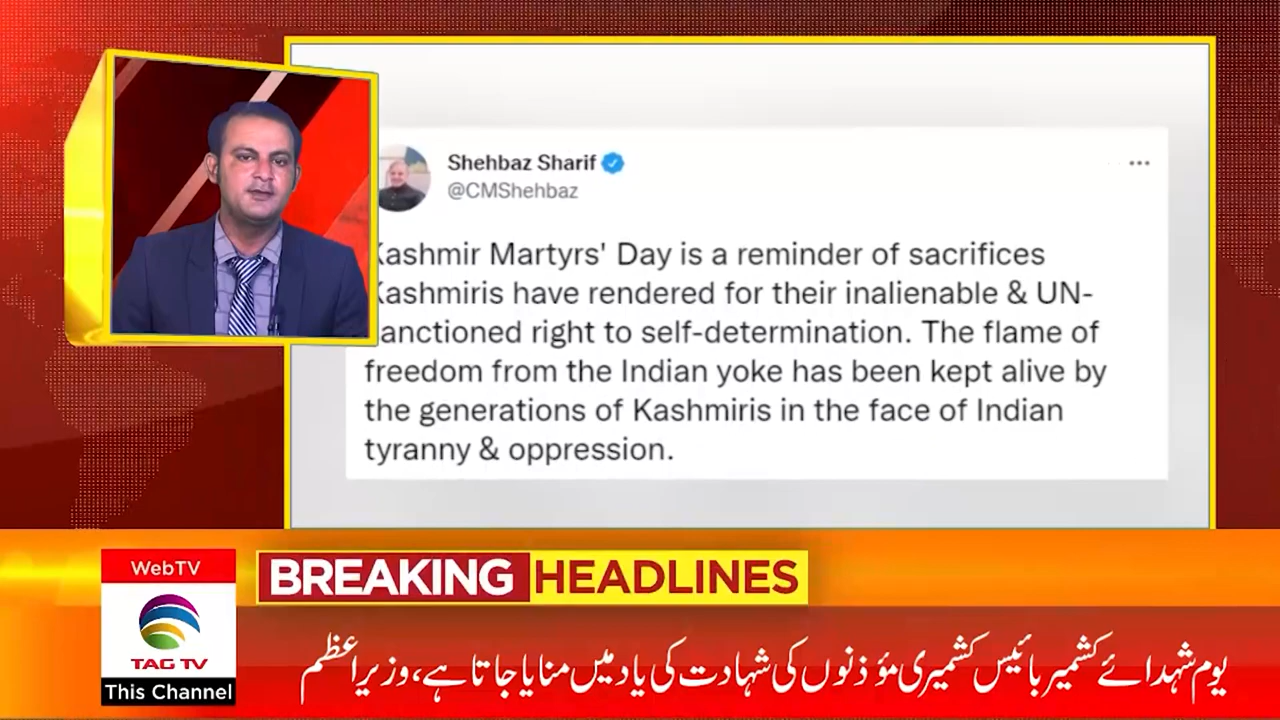 Shehbaz Sharif
@CMShehbaz
Kashmir Martyrs' Day is a reminder of sacrifices
Kashmiris have rendered for their inalienable & UN-
sanctioned right to self-determination. The flame of
freedom from the Indian yoke has been kept alive by
the generations of Kashmiris in the face of Indian
tyranny & oppression.
WebTV
TAG TV
This Channel
BREAKING HEADLINES
یوم شہدائے کشمیر بائیس کشمیری مؤذنوں کی شہادت کی یاد میں منایا جاتا ہے، وزیراعظم